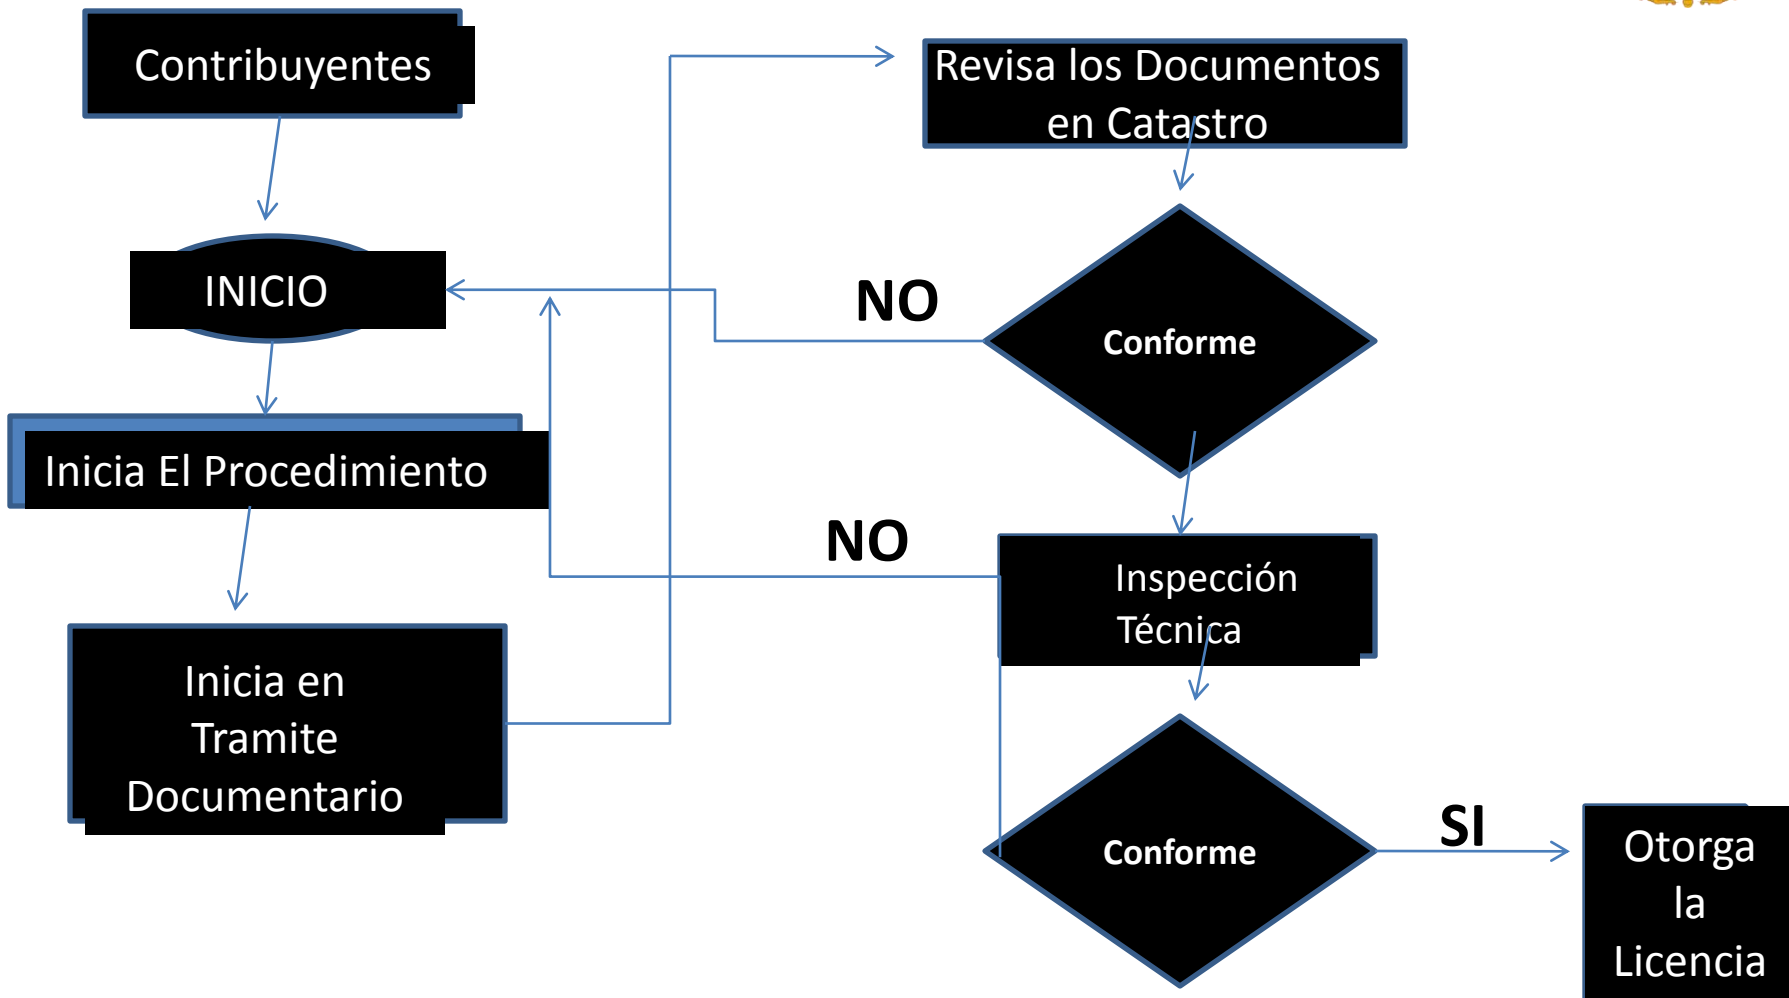 Contribuyentes
INICIO
Inicia El Procedimiento
Inicia en
Tramite
Documentario
Revisa los Documentos
en Catastro
NO
Conforme
NO
Inspección
Técnica
Conforme
SI
Otorga
la
Licencia